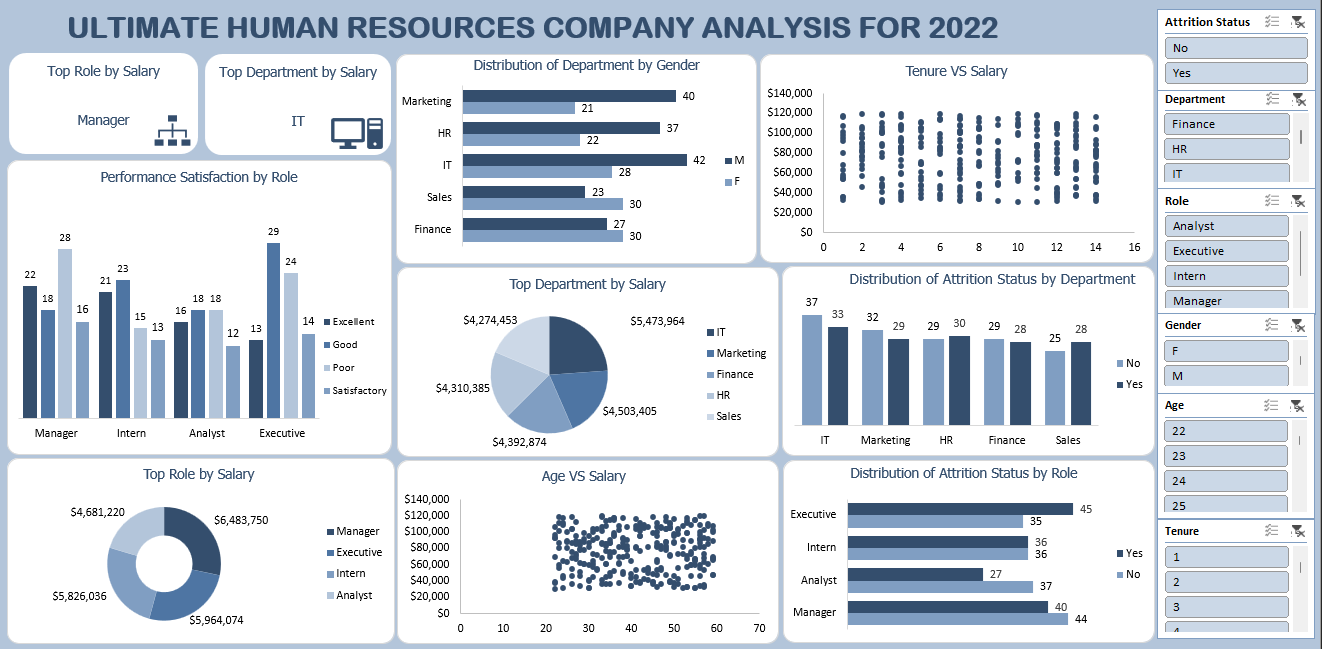 ULTIMATE HUMAN RESOURCES COMPANY ANALYSIS FOR 2022
Top Role by Salary
Manager
Top Department by Salary
IT
Performance Satisfaction by Role
22
18
28
16
21
23
15
13
16
18
18
12
13
29
24
14
Manager
Intern
Analyst
Executive
Excellent
Good
Poor
Satisfactory
Top Role by Salary
$4,681,220
$6,483,750
$5,826,036
$5,964,074
Manager
Executive
Intern
Analyst
Distribution of Department by Gender
Marketing
40
21
HR
37
22
IT
42
28
Sales
23
30
Finance
27
30
M
F
Top Department by Salary
$4,274,453
$5,473,964
$4,310,385
$4,503,405
$4,392,874
IT
Marketing
Finance
HR
Sales
Age VS Salary
$140,000
$120,000
$100,000
$80,000
$60,000
$40,000
$20,000
$0
0 10 20 30 40 50 60 70
Tenure VS Salary
$140,000
$120,000
$100,000
$80,000
$60,000
$40,000
$20,000
$0
0 2 4 6 8 10 12 14 16
Distribution of Attrition Status by Department
37
33
32
29
29
30
29
28
25
28
IT
Marketing
HR
Finance
Sales
No
Yes
Distribution of Attrition Status by Role
Executive
45
35
Intern
36
36
Analyst
27
37
Manager
40
44
Yes
No
Attrition Status
No
Yes
Department
Finance
HR
IT
Role
Analyst
Executive
Intern
Manager
Gender
F
M
Age
22
23
24
25
Tenure
1
2
3
4